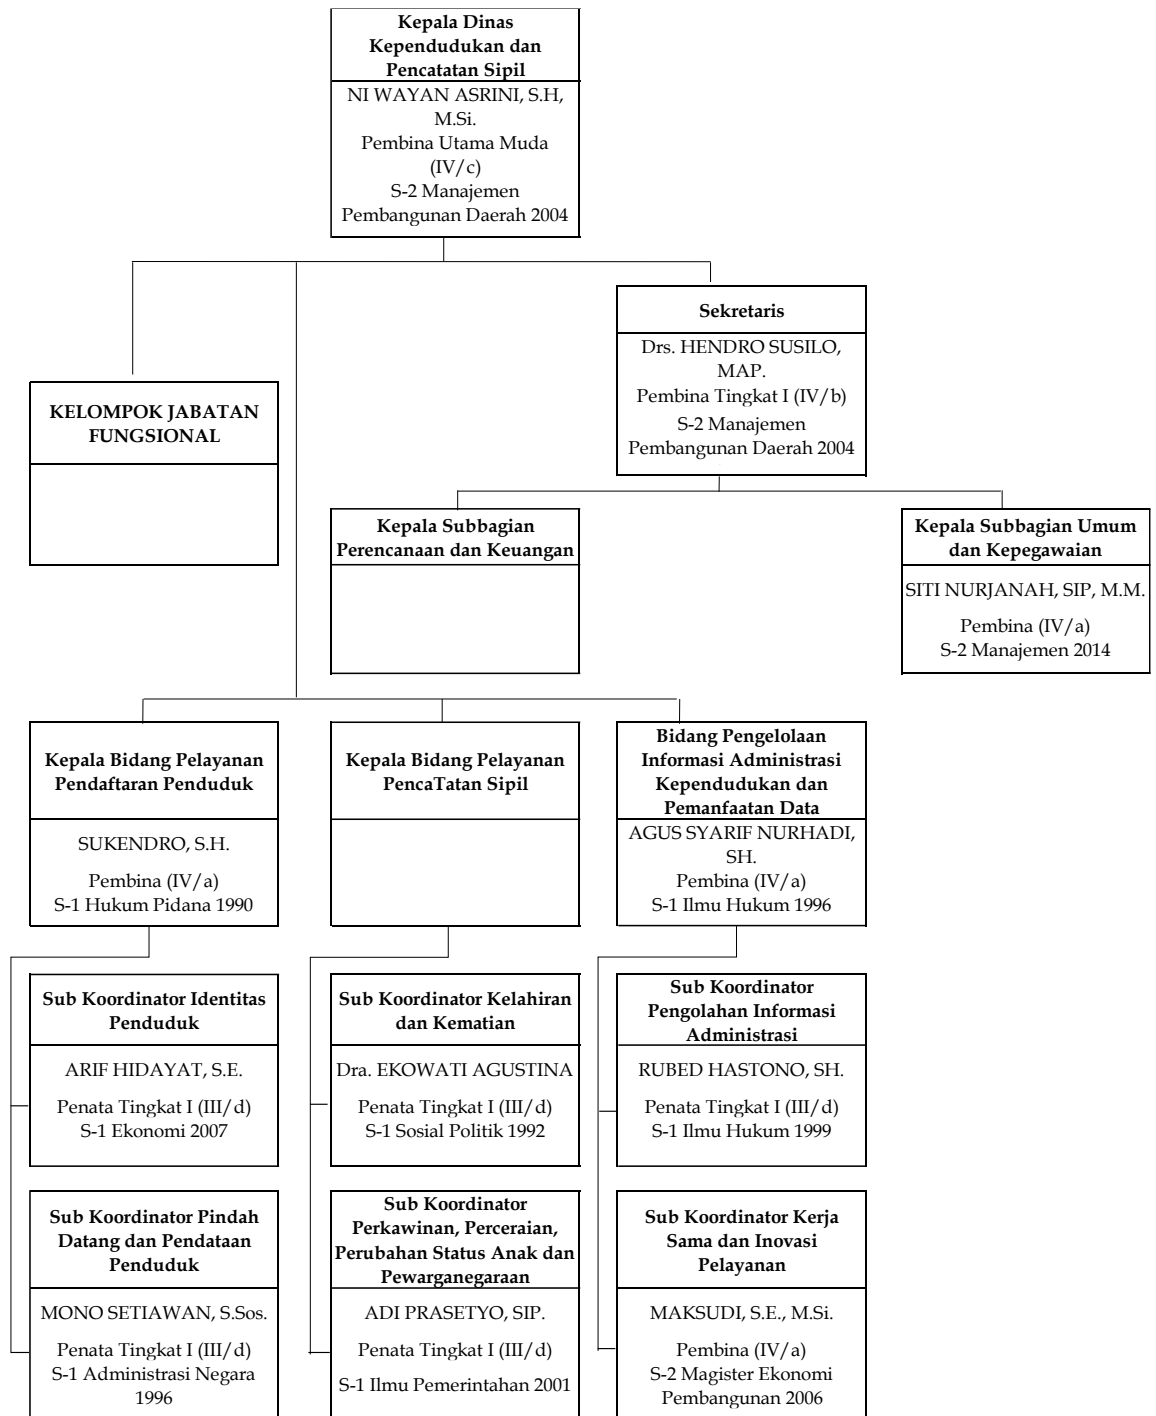 Kepala Dinas
Kependudukan dan
Pencatatan Sipil
NI WAYAN ASRINI, S.H,
M.Si.
Pembina Utama Muda
(IV/c)
S-2 Manajemen
Pembangunan Daerah 2004
Sekretaris
Drs. HENDRO SUSILO,
MAP.
Pembina Tingkat I (IV/b)
S-2 Manajemen
Pembangunan Daerah 2004
KELOMPOK JABATAN
FUNGSIONAL
Kepala Subbagian
Perencanaan dan Keuangan
Kepala Subbagian Umum
dan Kepegawaian
SITI NURJANAH, SIP, M.M.
Pembina (IV/a)
S-2 Manajemen 2014
Kepala Bidang Pelayanan
Pendaftaran Penduduk
SUKENDRO, S.H.
Pembina (IV/a)
S-1 Hukum Pidana 1990
Kepala Bidang Pelayanan
PencaTatan Sipil
Bidang Pengelolaan
Informasi Administrasi
Kependudukan dan
Pemanfaatan Data
AGUS SYARIF NURHADI,
SH.
Pembina (IV/a)
S-1 Ilmu Hukum 1996
Sub Koordinator Identitas
Penduduk
ARIF HIDAYAT, S.E.
Penata Tingkat I (III/d)
S-1 Ekonomi 2007
Sub Koordinator Kelahiran
dan Kematian
Dra. EKOWATI AGUSTINA
Penata Tingkat I (III/d)
S-1 Sosial Politik 1992
Sub Koordinator
Pengolahan Informasi
Administrasi
RUBED HASTONO, SH.
Penata Tingkat I (III/d)
S-1 Ilmu Hukum 1999
Sub Koordinator Pindah
Datang dan Pendataan
Penduduk
MONO SETIAWAN, S.Sos.
Penata Tingkat I (III/d)
S-1 Administrasi Negara
1996
Sub Koordinator
Perkawinan, Perceraian,
Perubahan Status Anak dan
Pewarganegaraan
ADI PRASETYO, SIP.
Penata Tingkat I (III/d)
S-1 Ilmu Pemerintahan 2001
Sub Koordinator Kerja
Sama dan Inovasi
Pelayanan
MAKSUDI, S.E., M.Si.
Pembina (IV/a)
S-2 Magister Ekonomi
Pembangunan 2006